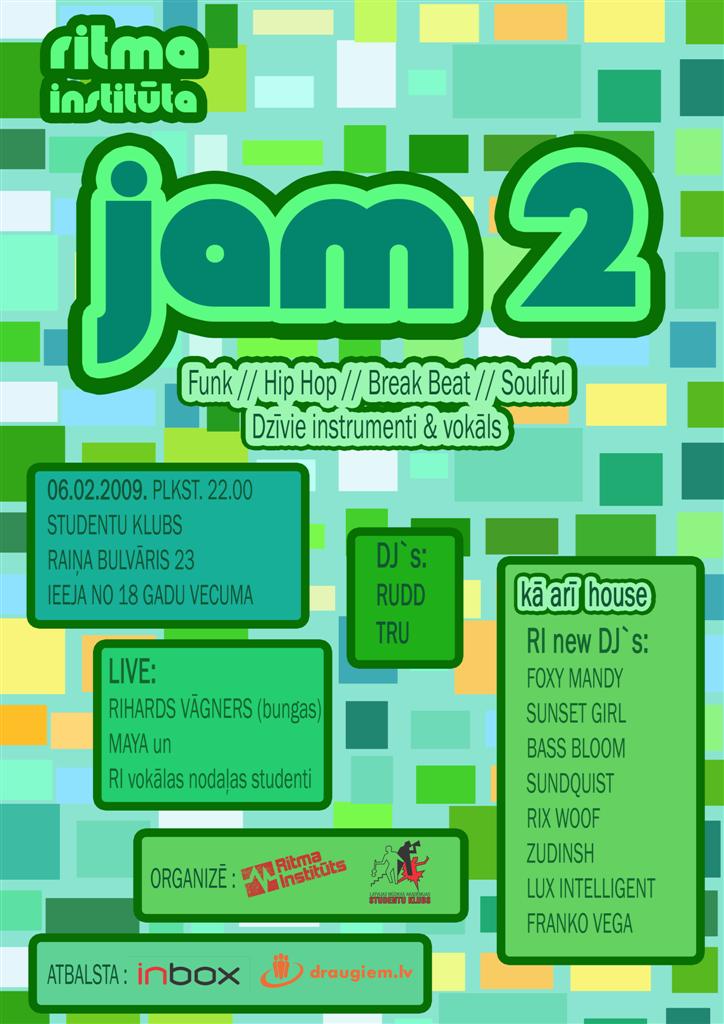 ritma
institūta
jam 2
Funk // Hip Hop // Break Beat // Soulful
Dzīvie instrumenti & vokāls
06.02.2009. PLKST. 22.00
STUDENTU KLUBS
RAIŅA BULVĀRIS 23
IEEJA NO 18 GADU VECUMA
DJ`s:
RUDD
TRU
LIVE:
RIHARDS VĀGNERS (bungas)
MAYA un
RI vokālas nodaļas studenti
kā arī house
RI new DJ`s:
FOXY MANDY
SUNSET GIRL
BASS BLOOM
SUNDQUIST
RIX WOOF
ZUDINSH
LUX INTELLIGENT
FRANKO VEGA
ORGANIZĒ :
Ritma
Institūts
LATVIJAS MŪZIKAS AKADĒMIJAS
STUDENTU KLUBS
ATBALSTA :
inbox
draugiem.lv